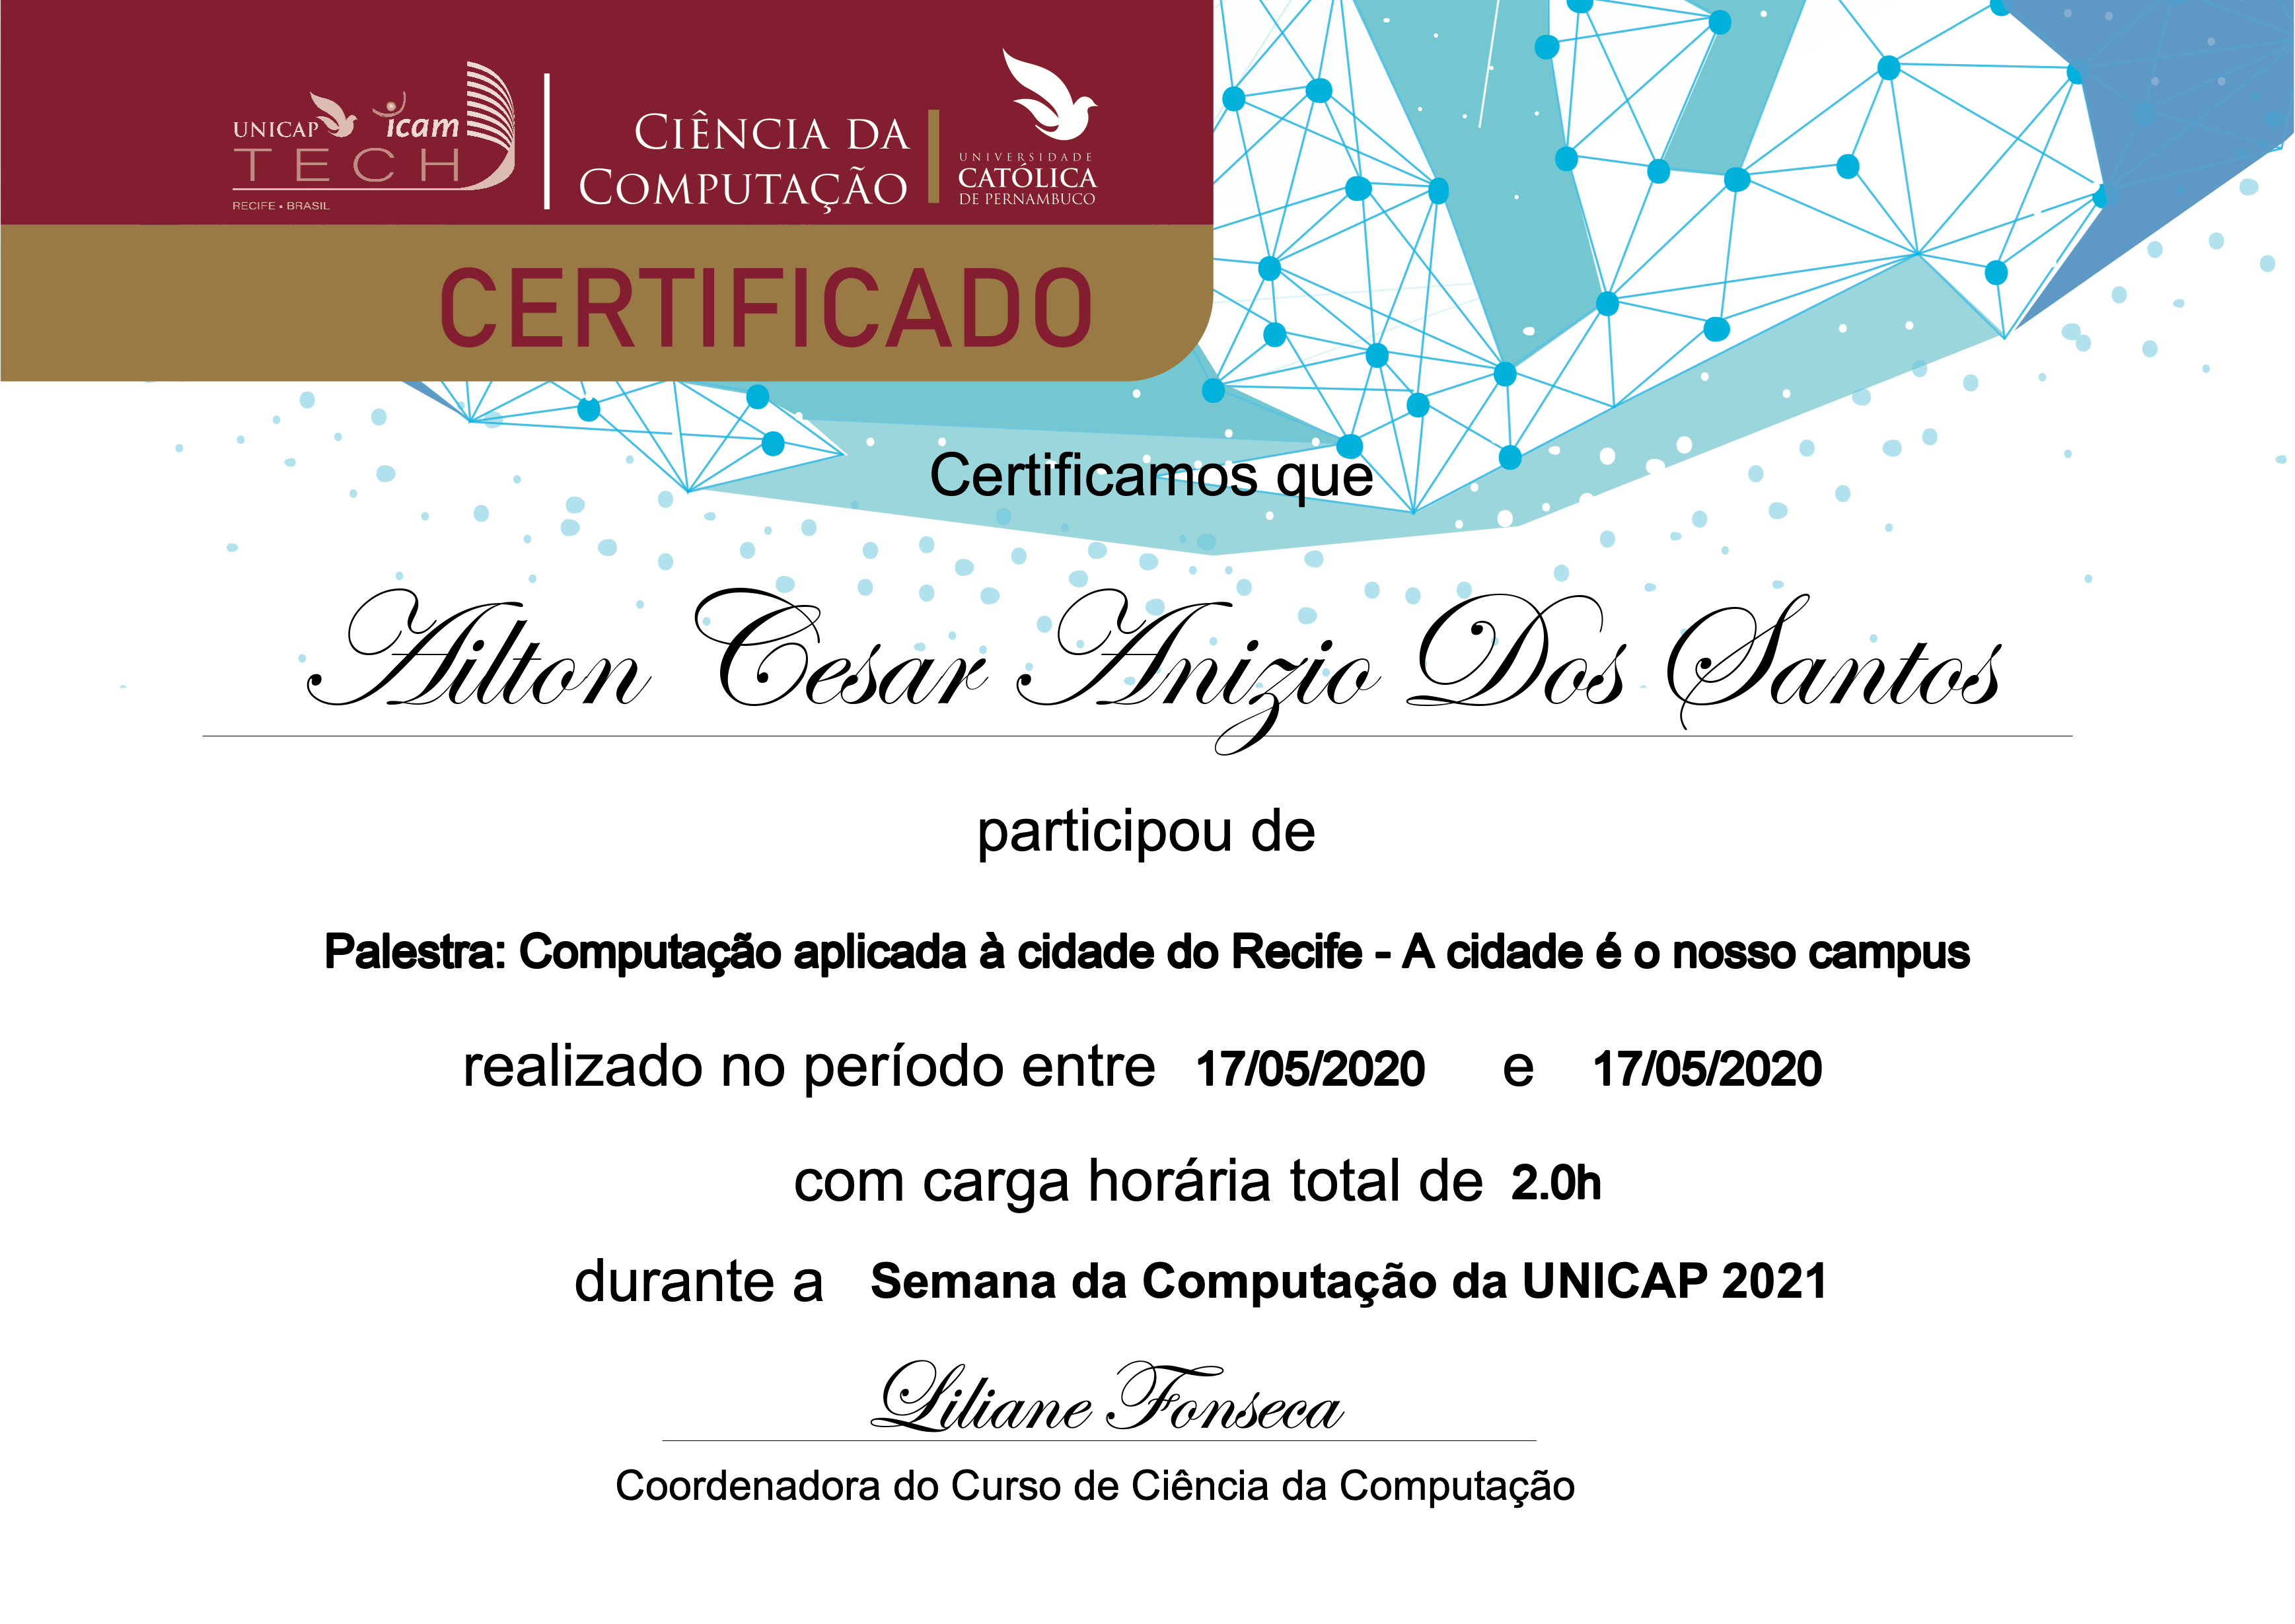 UNICAP icam
TECH
RECIFE • BRASIL
CIÊNCIA DA
COMPUTAÇÃO
UNIVERSIDADE
CATÓLICA
DE PERNAMBUCO
CERTIFICADO
Certificamos que
Ailton Cesar Anizio Dos Santos
participou de
Palestra: Computação aplicada à cidade do Recife - A cidade é o nosso campus
realizado no período entre 17/05/2020 e 17/05/2020
com carga horária total de 2.0h
durante a Semana da Computação da UNICAP 2021
Liliane Fonseca
Coordenadora do Curso de Ciência da Computação